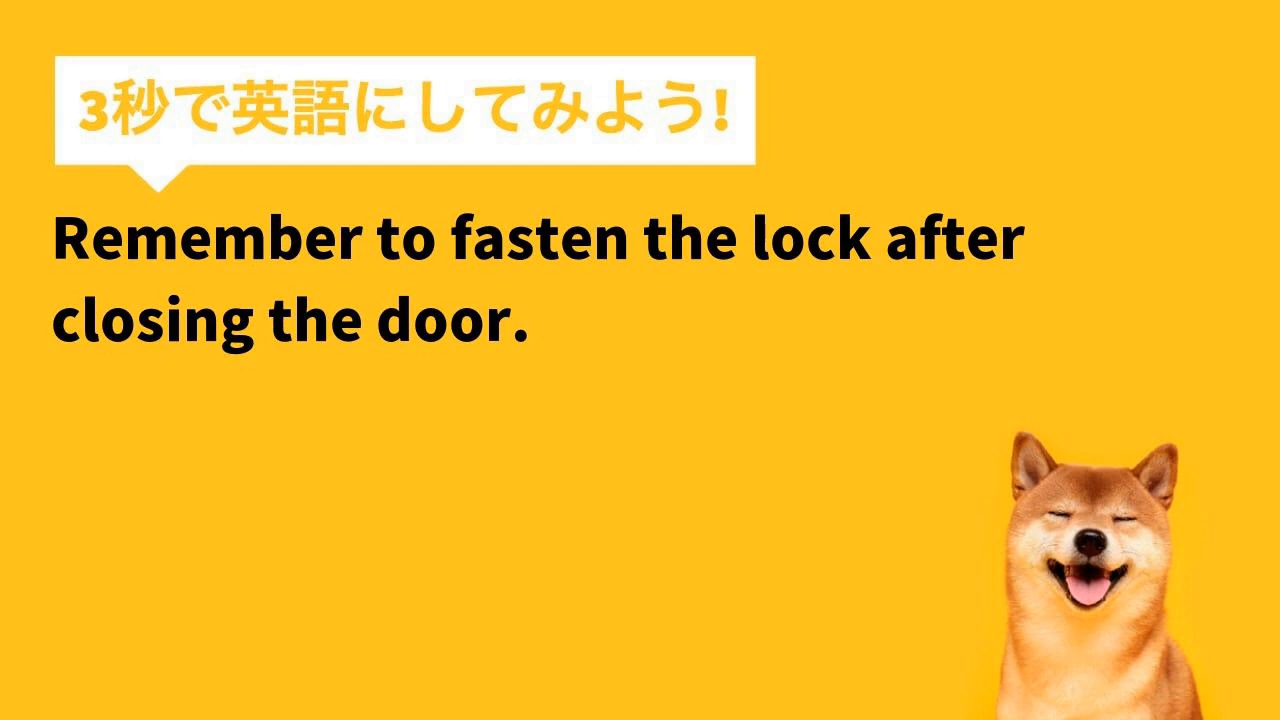 3秒で英語にしてみよう!
Remember to fasten the lock after
closing the door.